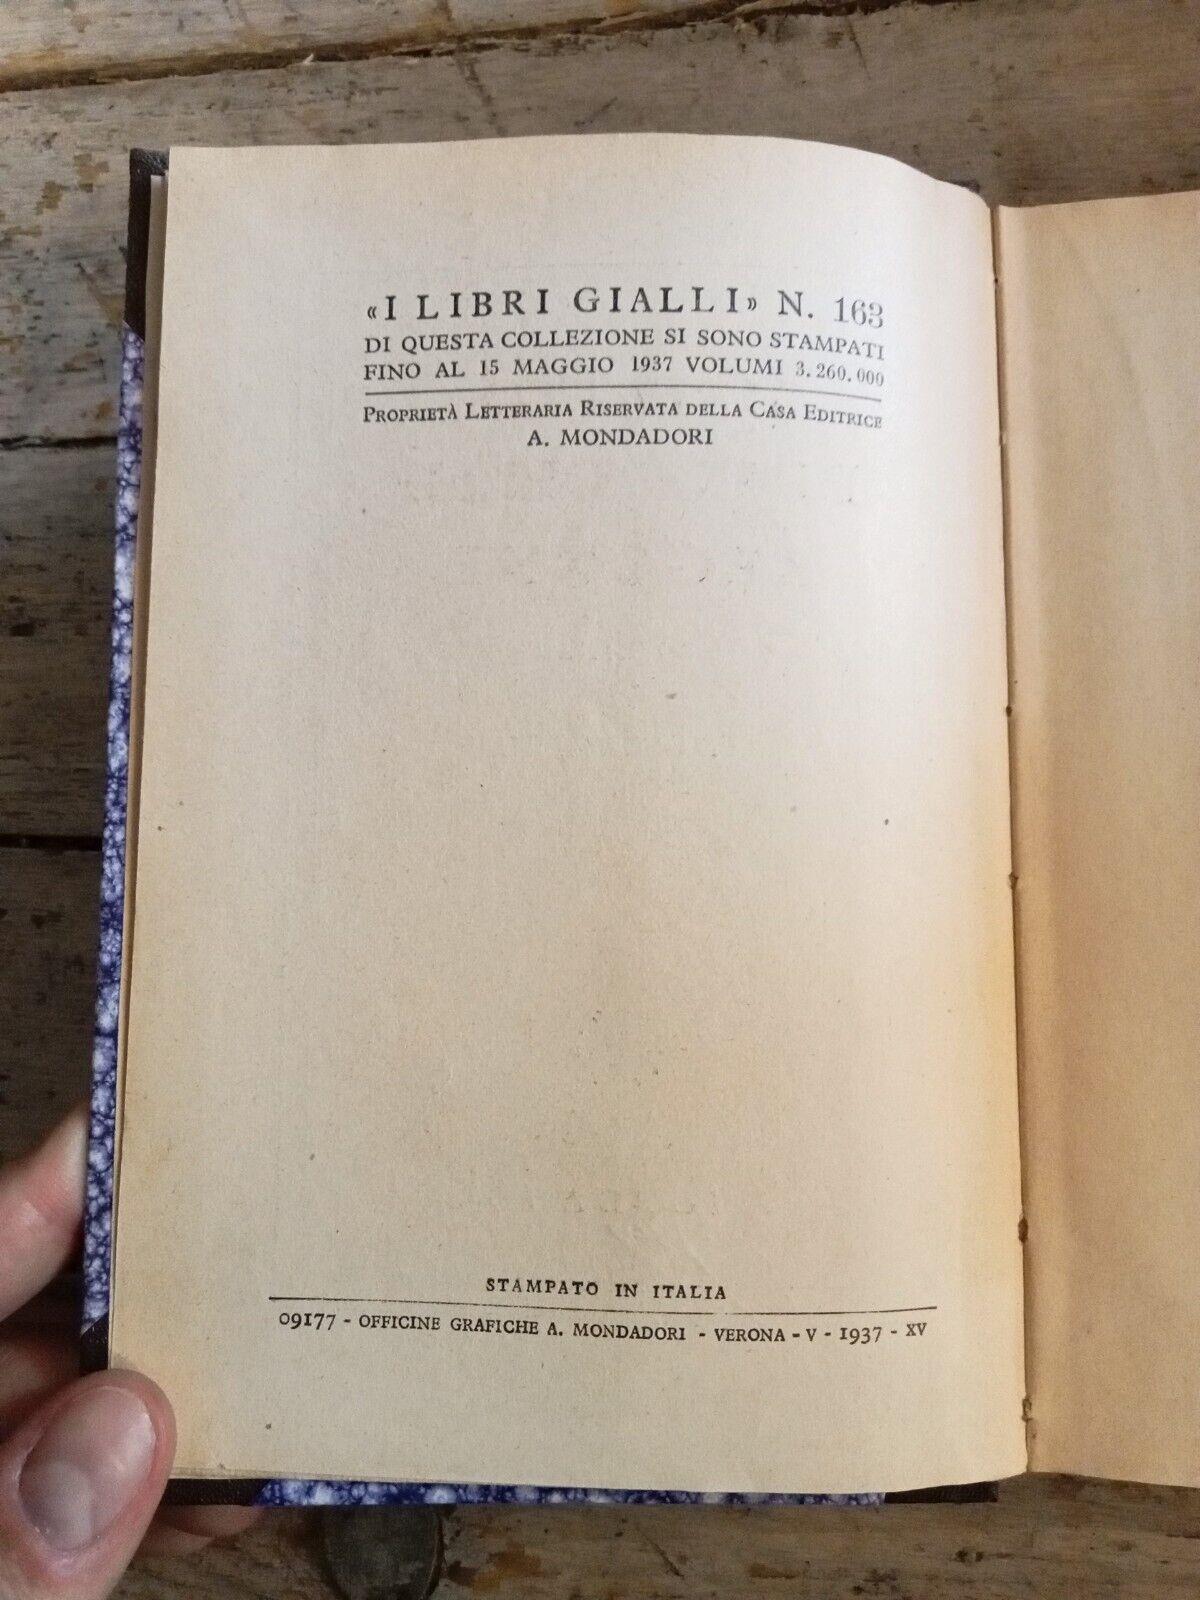 «I LIBRI GIALLI» N. 163
DI QUESTA COLLEZIONE SI SONO STAMPATI
FINO AL 15 MAGGIO 1937 VOLUMI 3.260.000
PROPRIETÀ LETTERARIA RISERVATA DELLA CASA EDITRICE
A. MONDADORI
STAMPATO IN ITALIA
09177 - OFFICINE GRAFICHE A. MONDADORI - VERONA - V - 1937 - XV